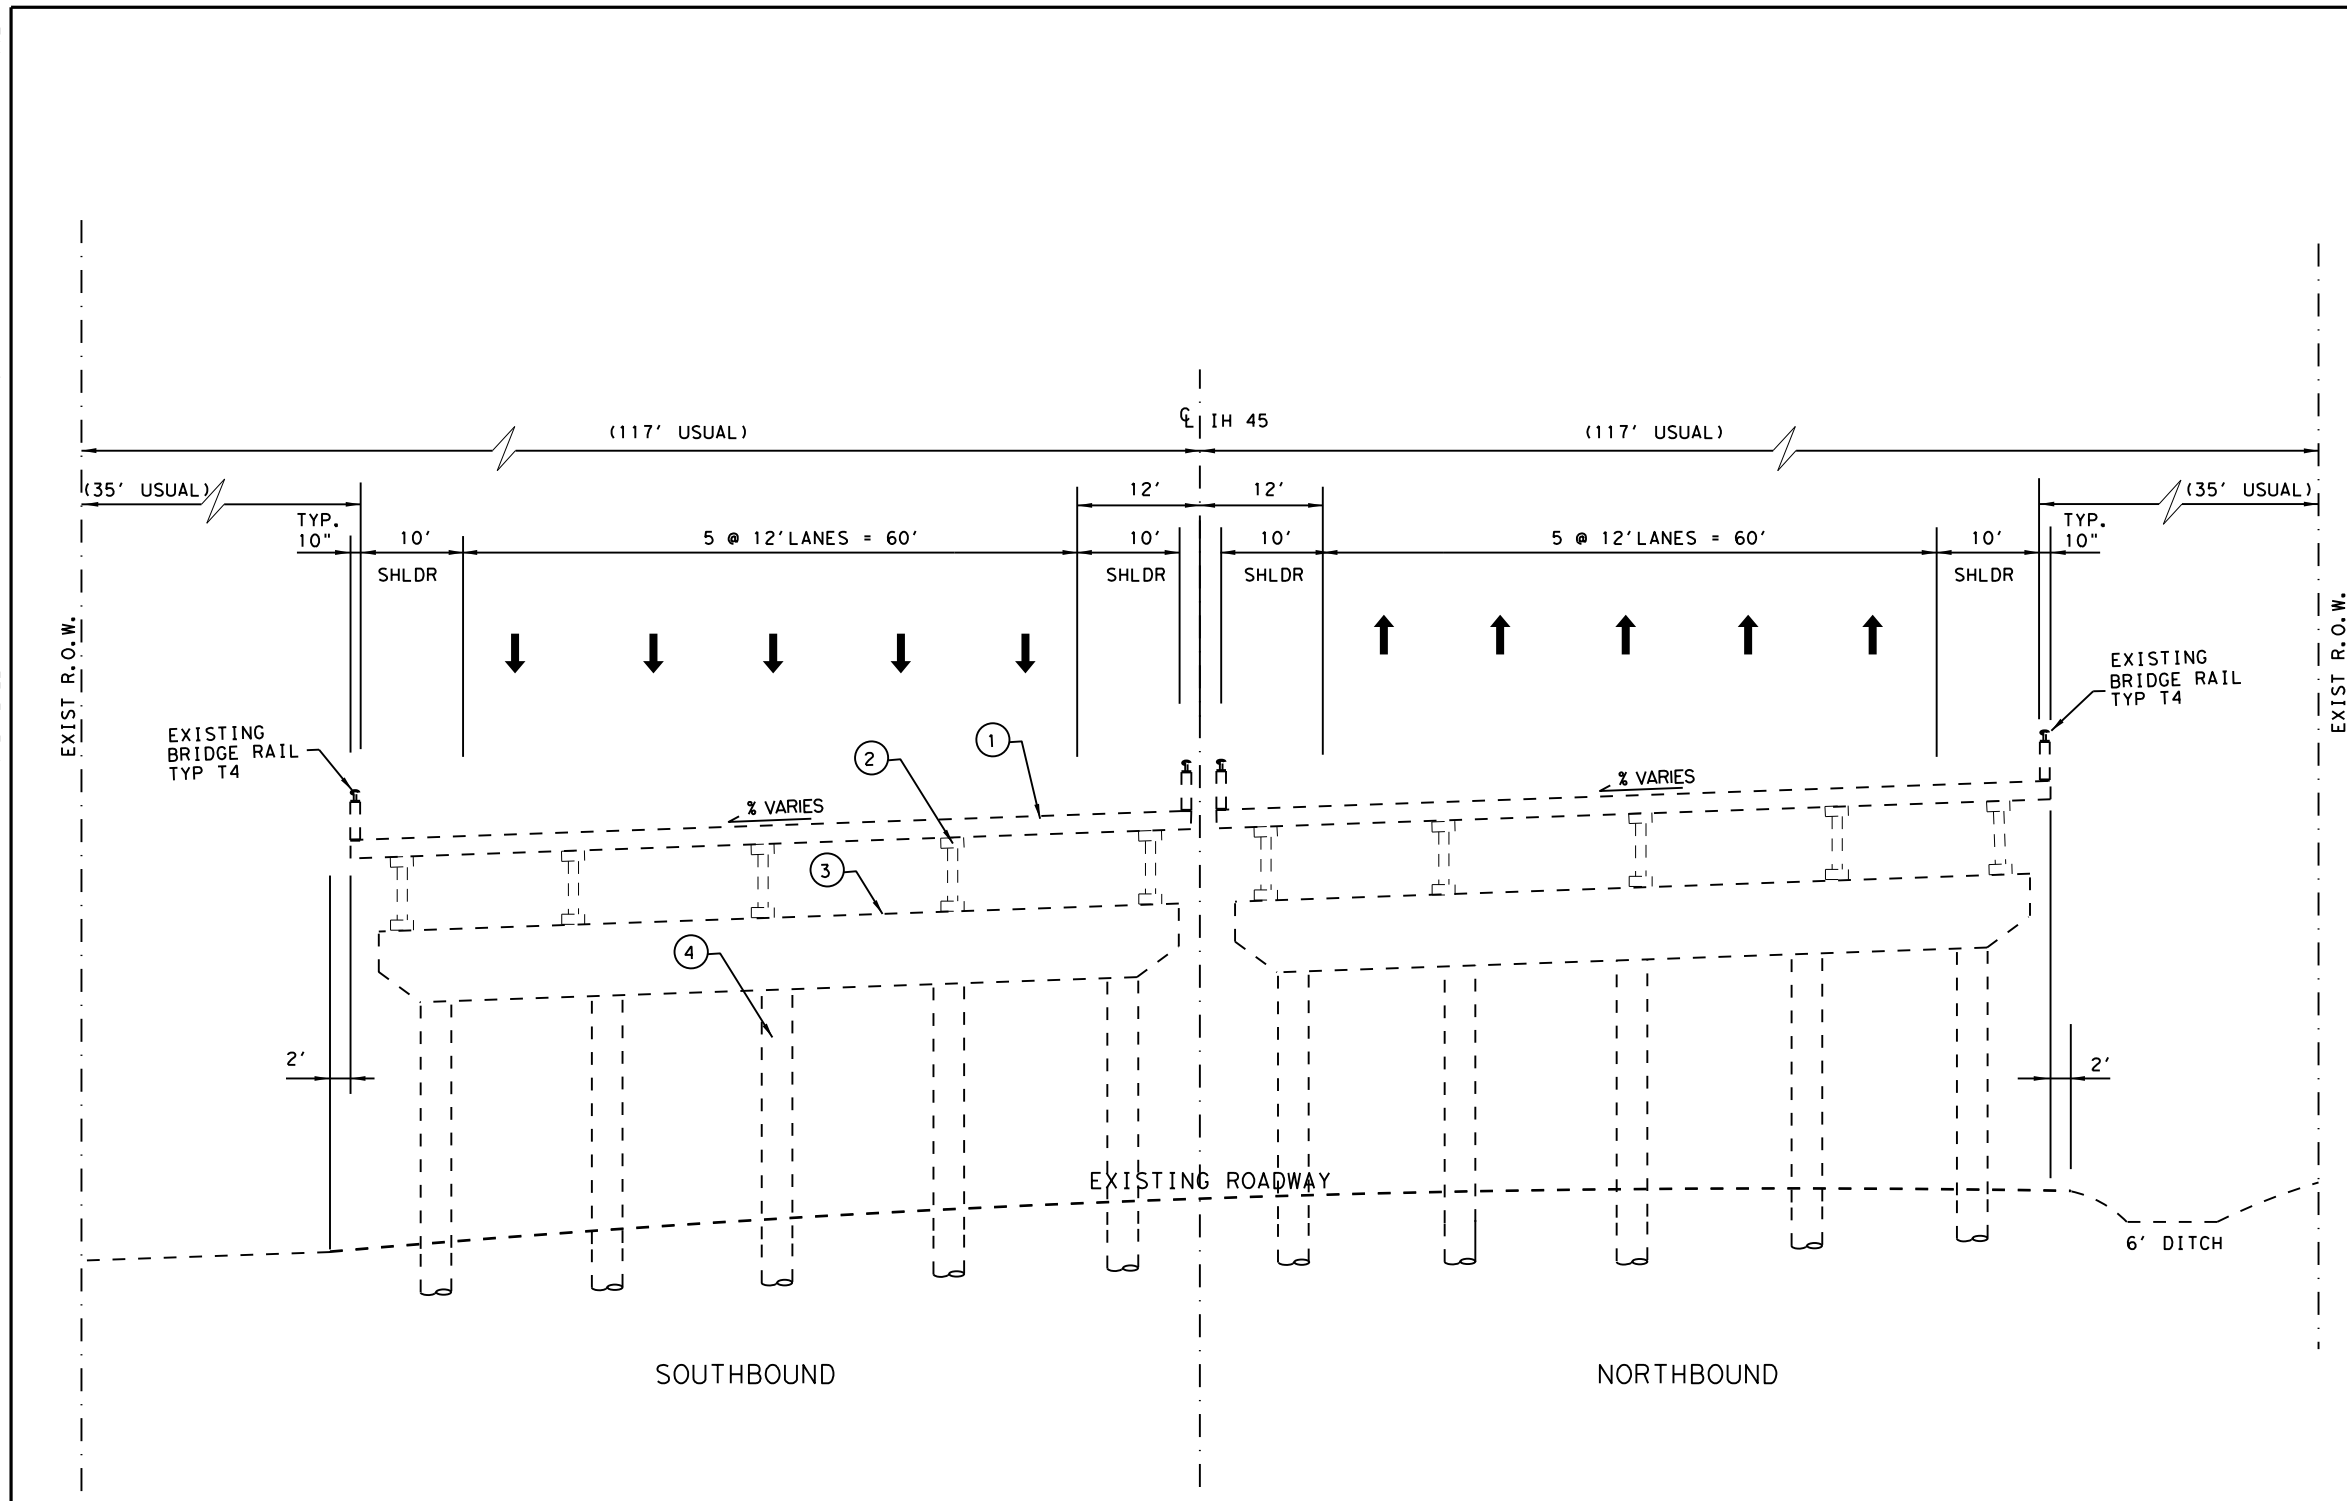 ℄ IH 45
(117' USUAL)
(117' USUAL)
(35' USUAL)
12'
12'
(35' USUAL)
TYP.
10"
10'
5 @ 12'LANES = 60'
10'
10'
5 @ 12'LANES = 60'
10'
TYP.
10"
SHLDR
SHLDR
SHLDR
SHLDR
EXIST R.O.W.
EXIST R.O.W.
EXISTING
BRIDGE RAIL
TYP T4
EXISTING
BRIDGE RAIL
TYP T4
1
2
% VARIES
% VARIES
3
4
2'
2'
EXISTING ROADWAY
6' DITCH
SOUTHBOUND
NORTHBOUND